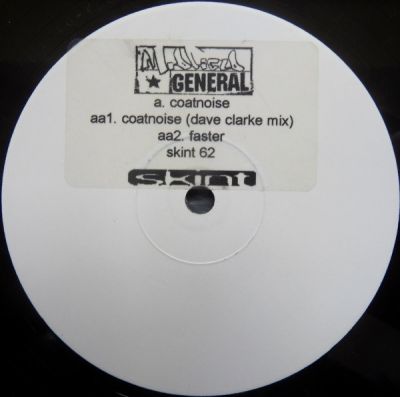 GENERAL
a. coatnoise
aa1. coatnoise (dave clarke mix)
aa2. faster
skint 62
skint